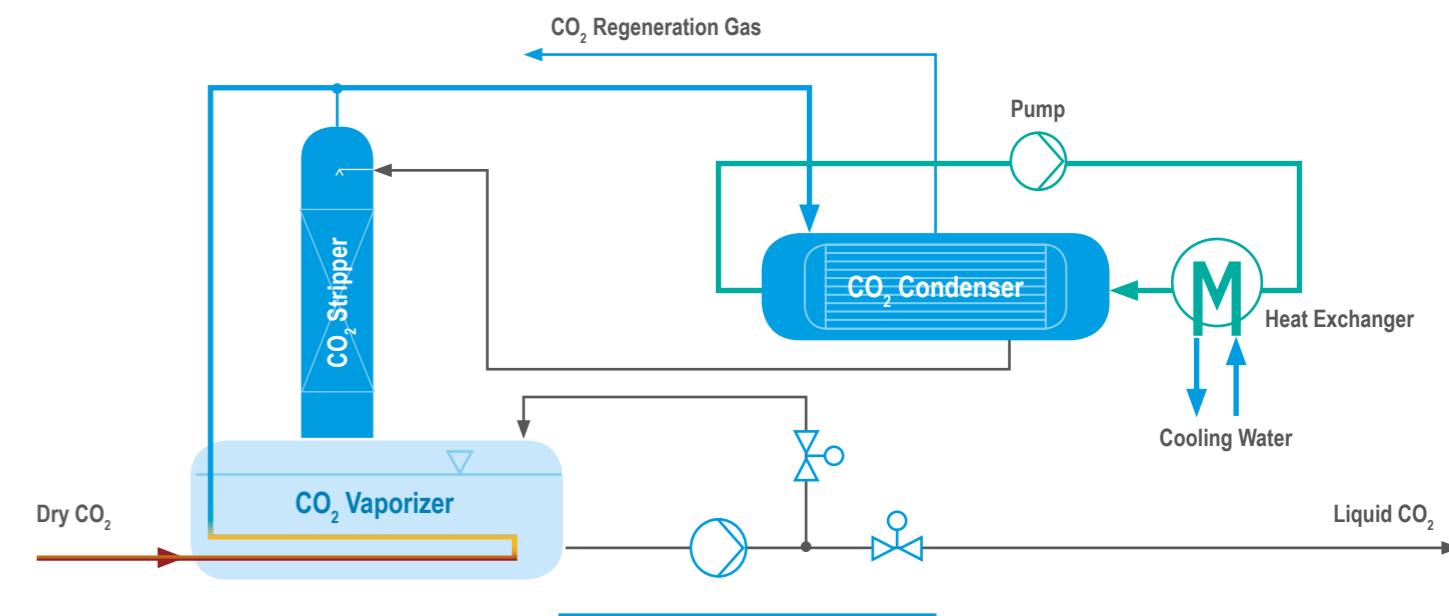 CO₂ Regeneration Gas
Pump
CO₂ Stripper
CO₂ Condenser
Heat Exchanger
Cooling Water
CO₂ Vaporizer
Dry CO₂
Liquid CO₂